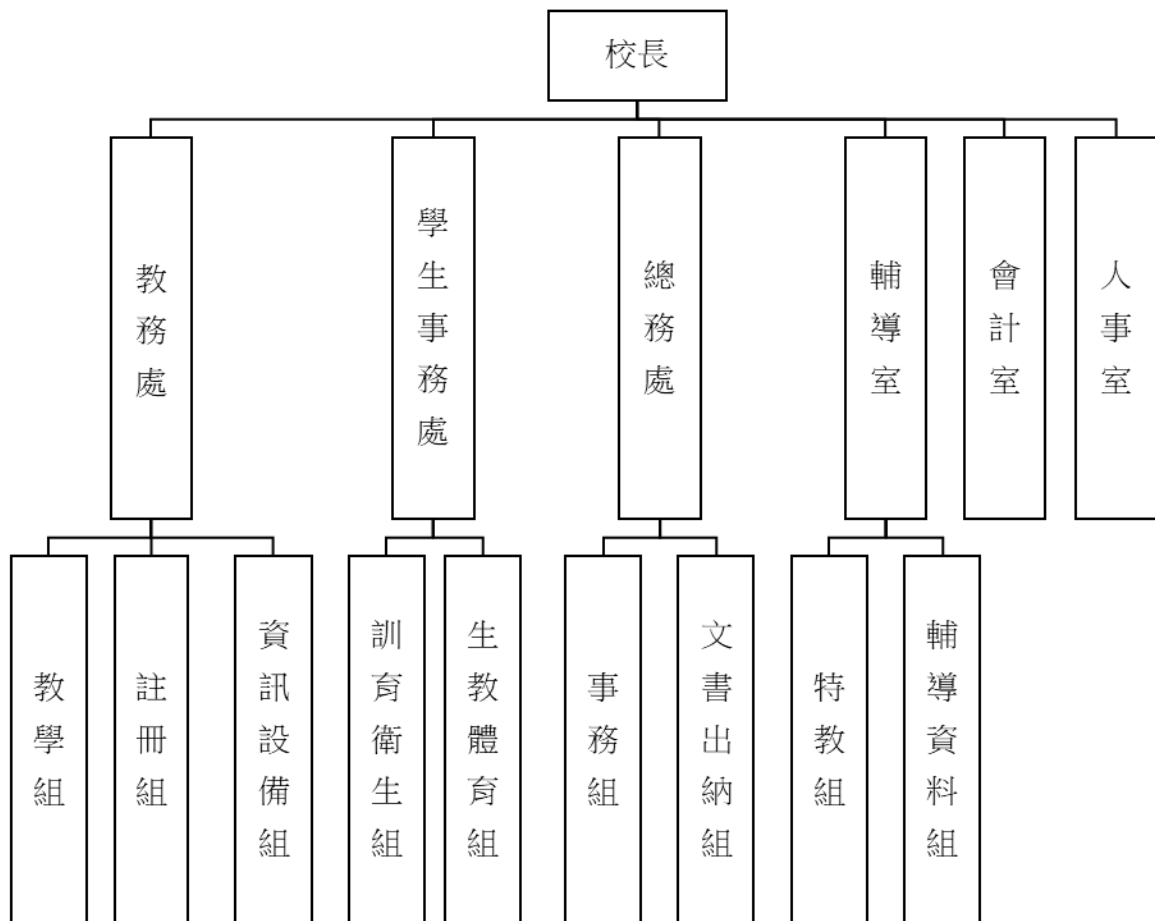 校長
教務處
學生事務處
總務處
輔導室
會計室
人事室
教學組
註冊組
資訊設備組
訓育衛生組
生教體育組
事務組
文書出納組
特教組
輔導資料組